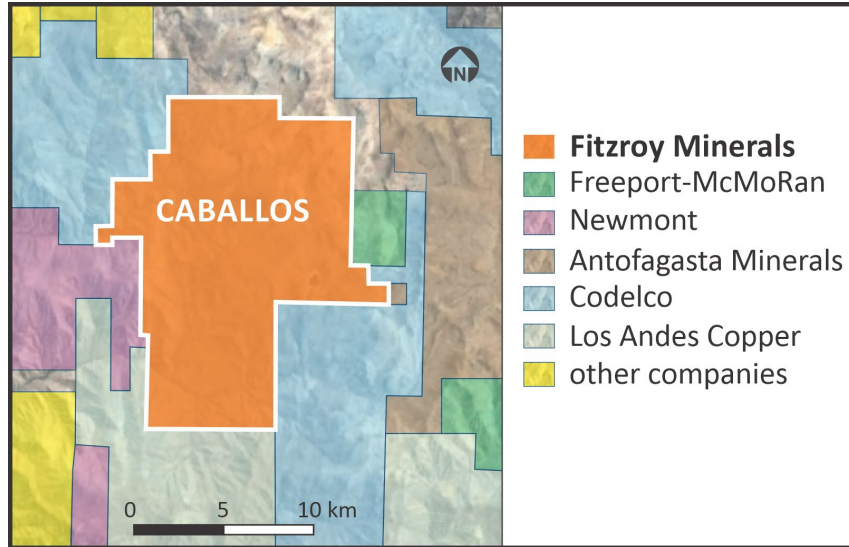 N
CABALLOS
0 5 10 km
Fitzroy Minerals
Freeport-McMoRan
Newmont
Antofagasta Minerals
Codelco
Los Andes Copper
other companies